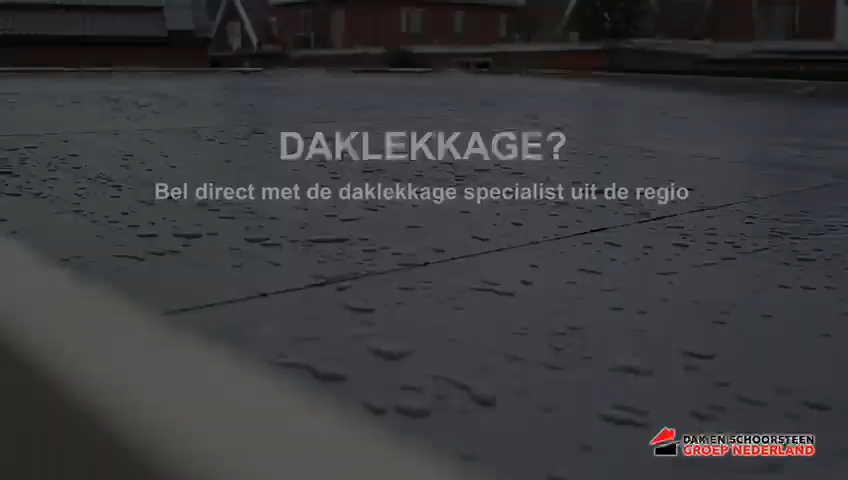 DAKLEKKAGE?
Bel direct met de daklekkage specialist uit de regio
DAK EN SCHOORSTEEN
GROEP NEDERLAND